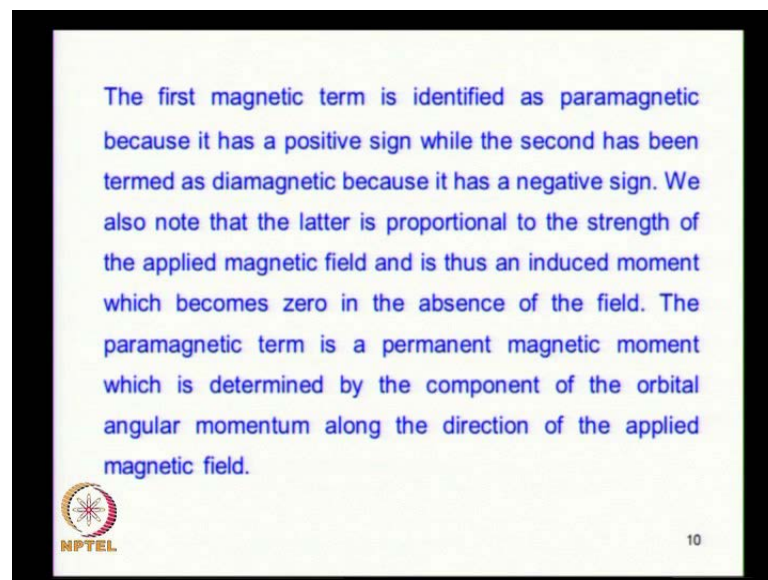 The first magnetic term is identified as paramagnetic
because it has a positive sign while the second has been
termed as diamagnetic because it has a negative sign. We
also note that the latter is proportional to the strength of
the applied magnetic field and is thus an induced moment
which becomes zero in the absence of the field. The
paramagnetic term is a permanent magnetic moment
which is determined by the component of the orbital
angular momentum along the direction of the applied
magnetic field.
NPTEL
10